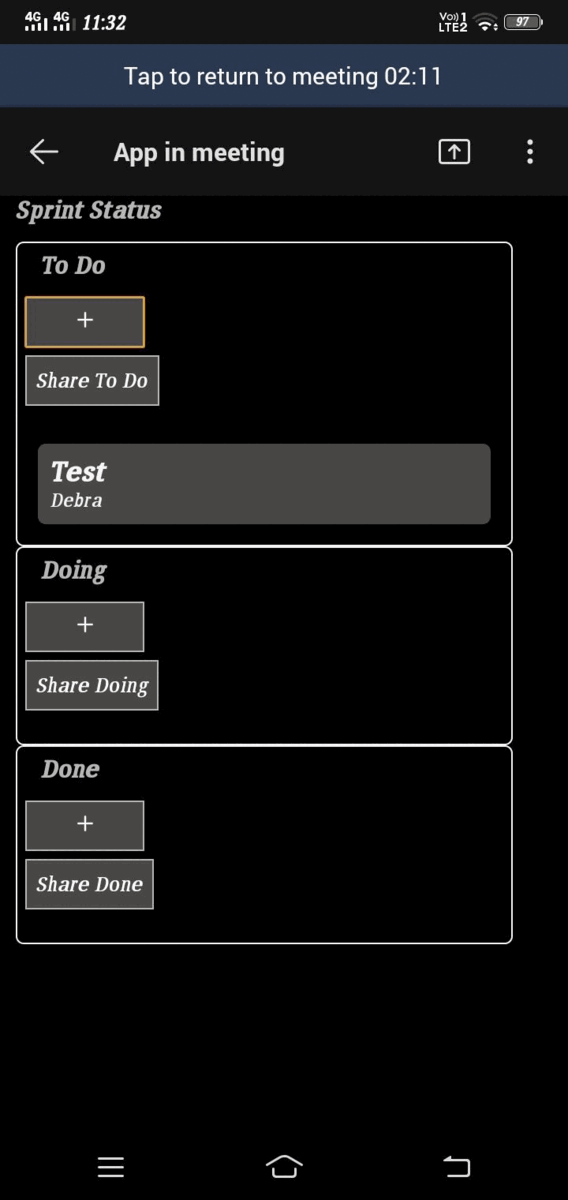 4G 4G 11:32 Vo)) 1 LTE2 97
Tap to return to meeting 02:11
App in meeting
Sprint Status
To Do
+
Share To Do
Test
Debra
Doing
+
Share Doing
Done
+
Share Done